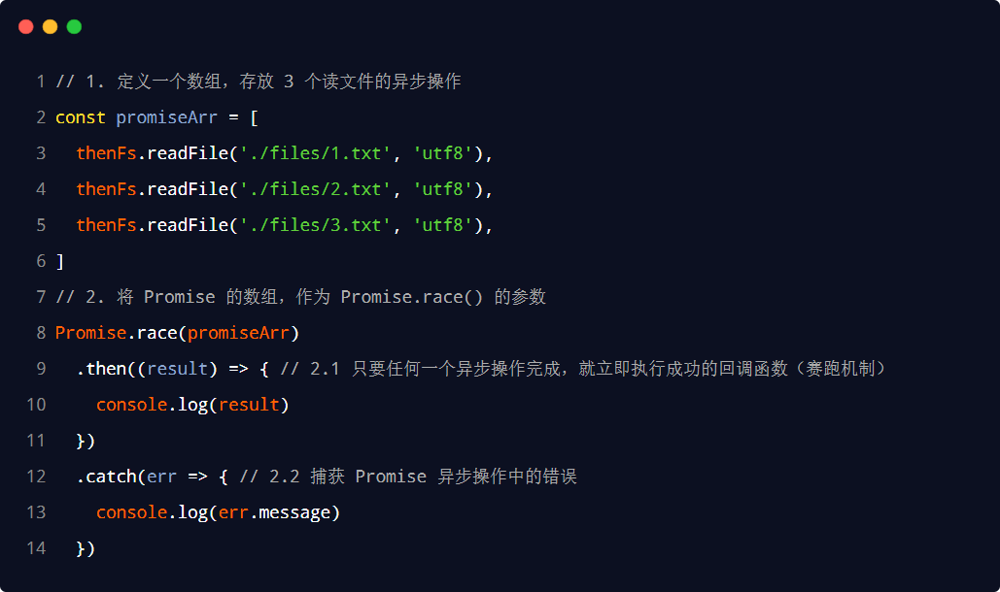 1 // 1. 定义一个数组，存放 3 个读文件的异步操作
2 const promiseArr = [
3   thenFs.readFile('./files/1.txt', 'utf8'),
4   thenFs.readFile('./files/2.txt', 'utf8'),
5   thenFs.readFile('./files/3.txt', 'utf8'),
6 ]
7 // 2. 将 Promise 的数组，作为 Promise.race() 的参数
8 Promise.race(promiseArr)
9   .then((result) => { // 2.1 只要任何一个异步操作完成，就立即执行成功的回调函数（赛跑机制）
10     console.log(result)
11   })
12   .catch(err => { // 2.2 捕获 Promise 异步操作中的错误
13     console.log(err.message)
14   })